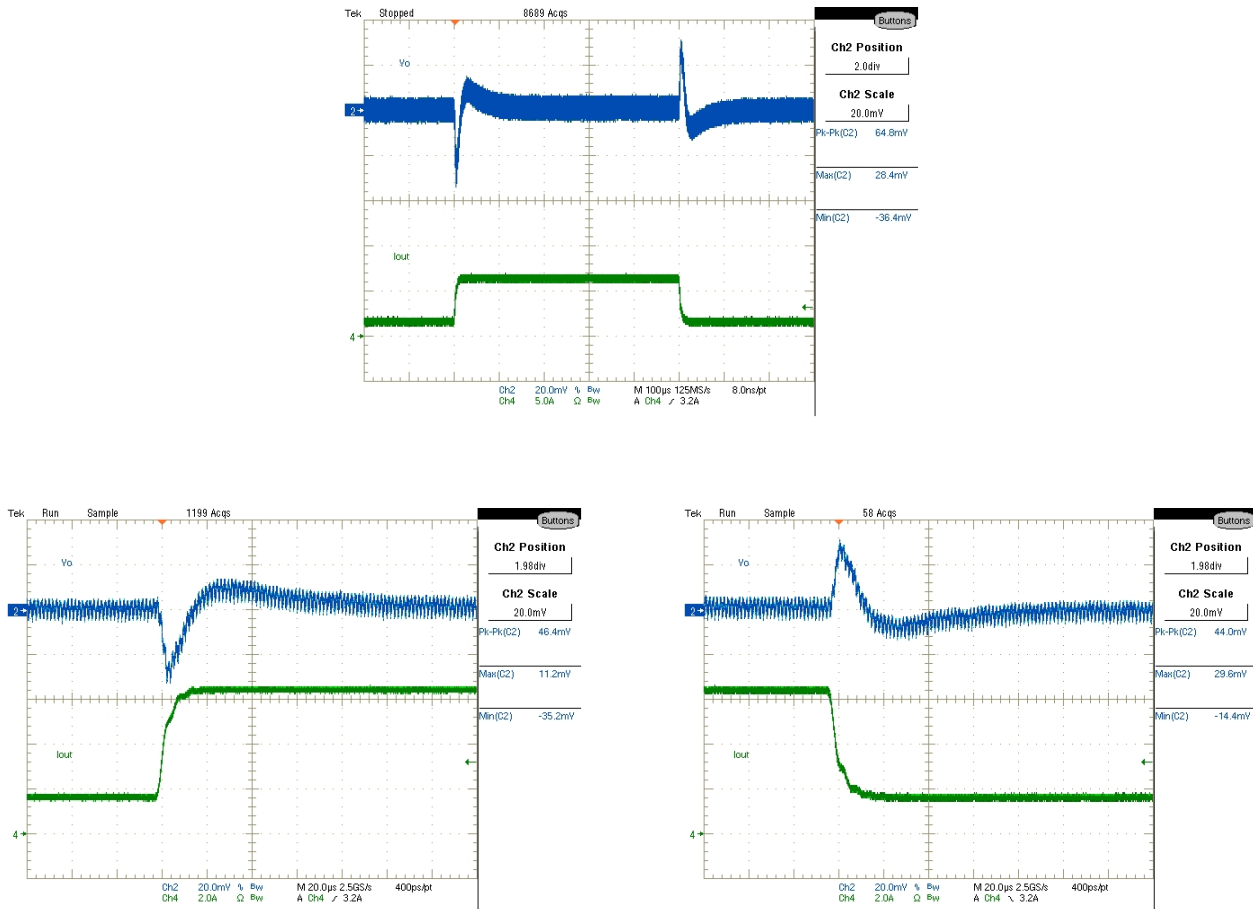 Tek Stopped 8689 Acqs
Buttons
Vo
Ch2 Position
2.0div
Ch2 Scale
20.0mV
2
Pk-Pk(C2) 64.8mV
Max(C2) 28.4mV
Min(C2) -36.4mV
Iout
4
Ch2 20.0mV ∿ Bw M 100µs 125MS/s 8.0ns/pt
Ch4 5.0A Ω Bw A Ch4 ∕ 3.2A
Tek Run Sample 1199 Acqs
Buttons
Vo
Ch2 Position
1.98div
Ch2 Scale
20.0mV
2
Pk-Pk(C2) 46.4mV
Max(C2) 11.2mV
Min(C2) -35.2mV
Iout
4
Ch2 20.0mV ∿ Bw M 20.0µs 2.5GS/s 400ps/pt
Ch4 2.0A Ω Bw A Ch4 ∕ 3.2A
Tek Run Sample 58 Acqs
Buttons
Vo
Ch2 Position
1.98div
Ch2 Scale
20.0mV
2
Pk-Pk(C2) 44.0mV
Max(C2) 29.6mV
Min(C2) -14.4mV
Iout
4
Ch2 20.0mV ∿ Bw M 20.0µs 2.5GS/s 400ps/pt
Ch4 2.0A Ω Bw A Ch4 \ 3.2A